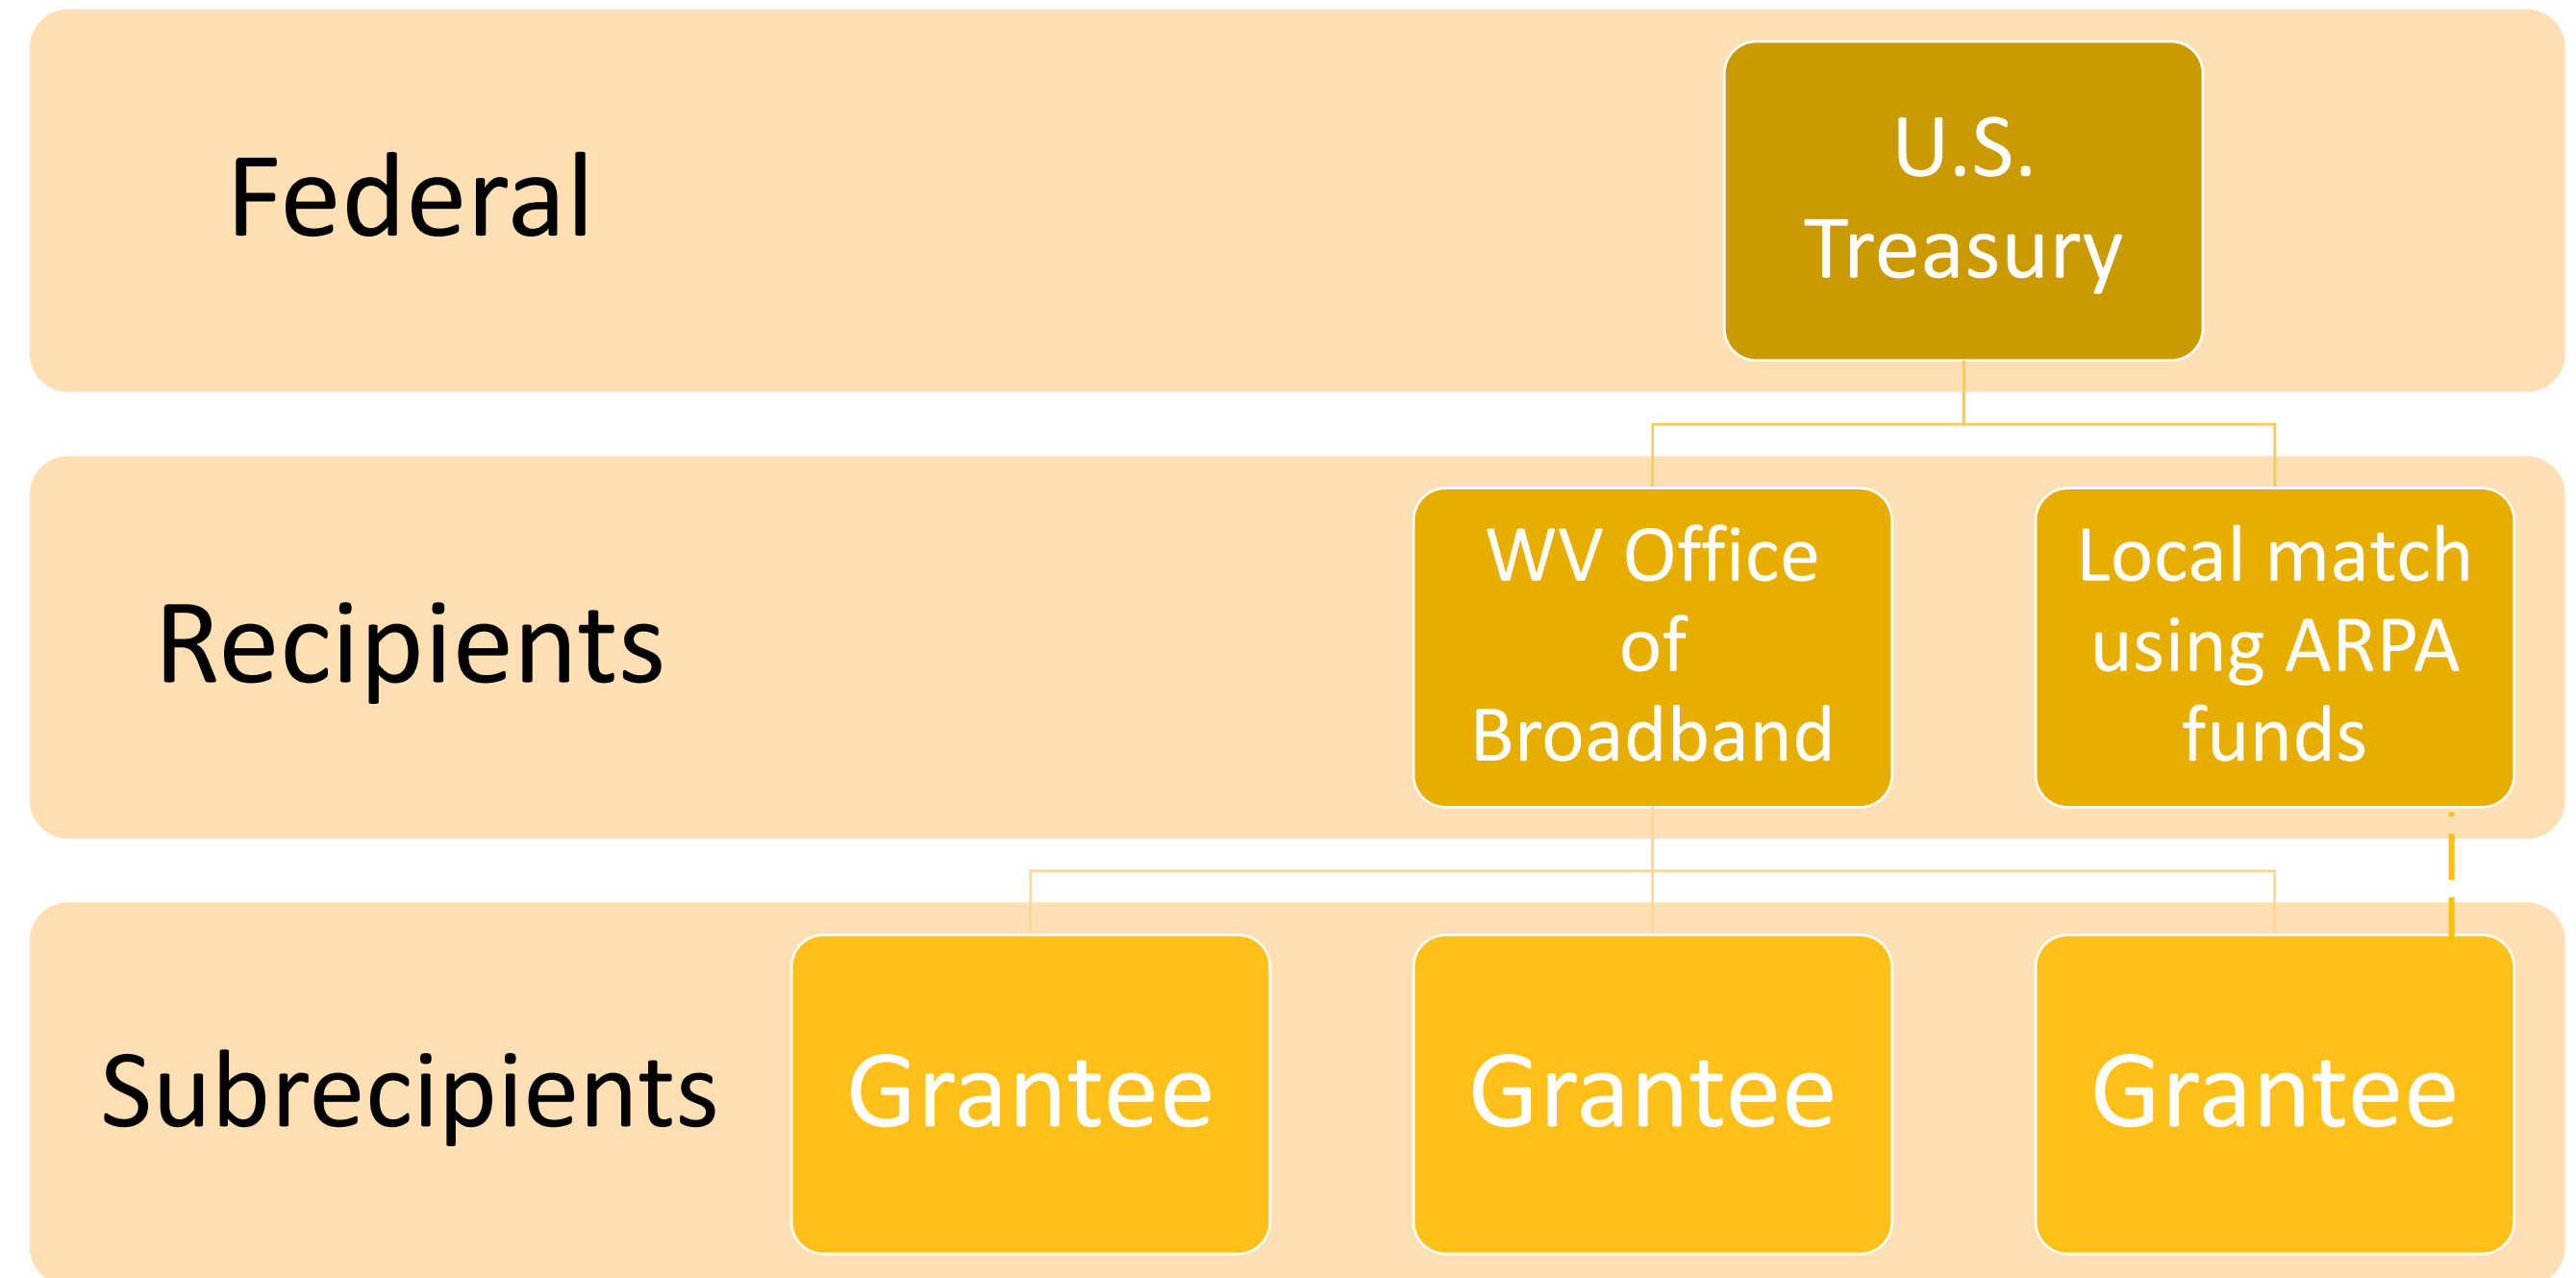 Federal
U.S.
Treasury
Recipients
WV Office
of
Broadband
Local match
using ARPA
funds
Subrecipients
Grantee
Grantee
Grantee